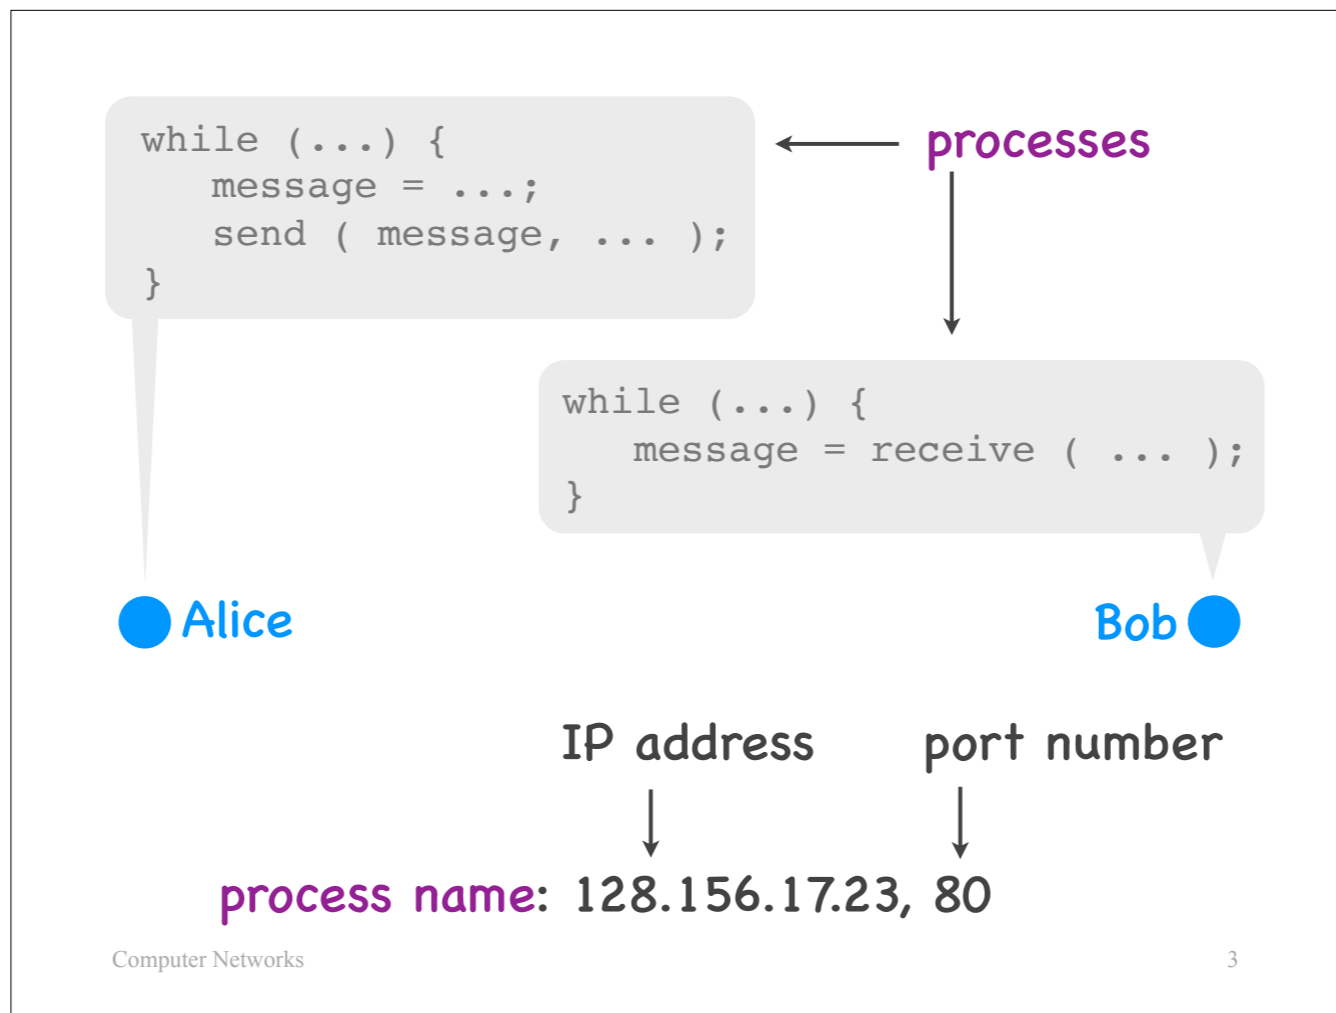 while (...) {
   message = ...;
   send ( message, ... );
}
processes
while (...) {
   message = receive ( ... );
}
Alice
Bob
IP address
port number
process name: 128.156.17.23, 80
Computer Networks
3